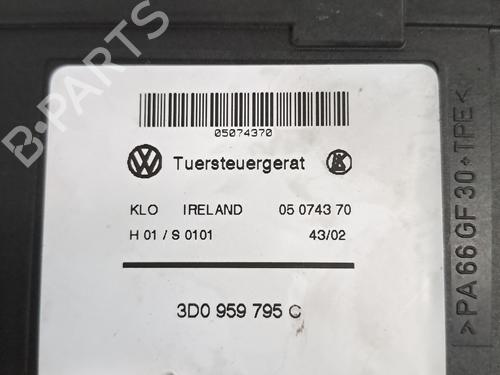 05074370
Tuersteuergerat
KLO IRELAND 05 0743 70
H 01 / S 0101 43/02
3D0 959 795 C
>PA 66 GF 30+TPE<
B-PARTS